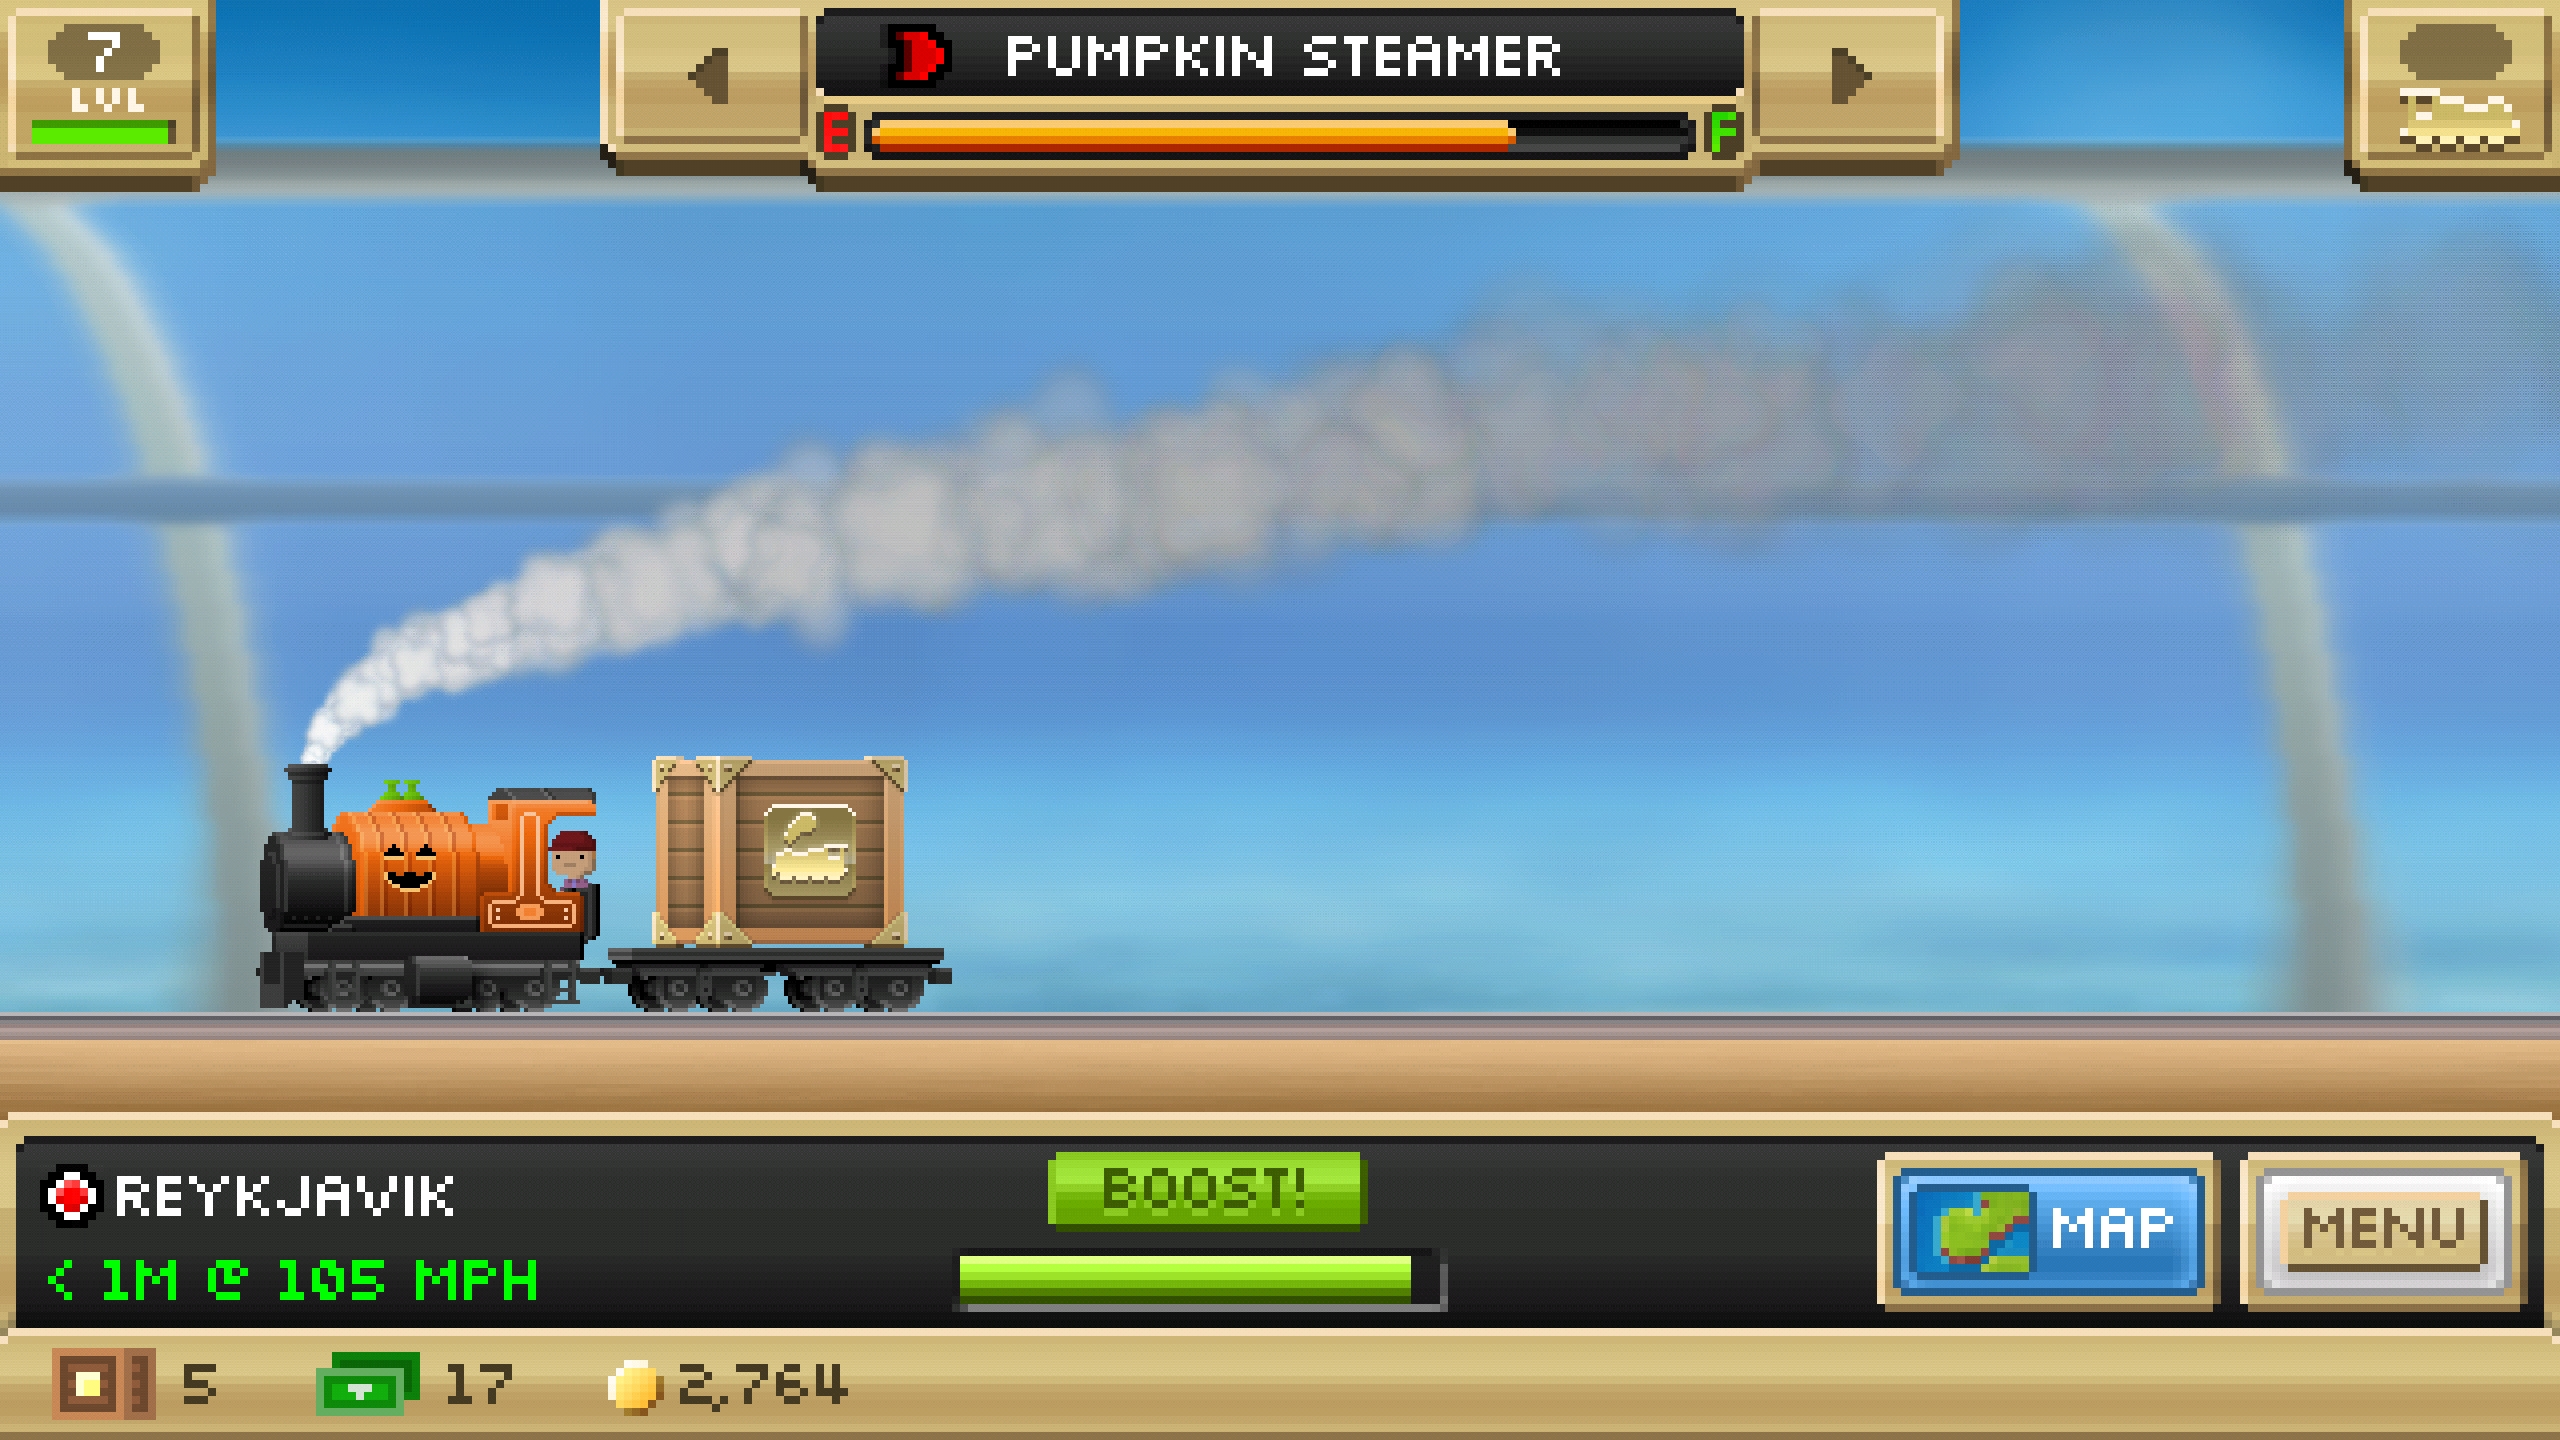 7
LVL
PUMPKIN STEAMER
E F
REYKJAVIK
< 1M @ 105 MPH
BOOST!
MAP
MENU
5
17
2,764